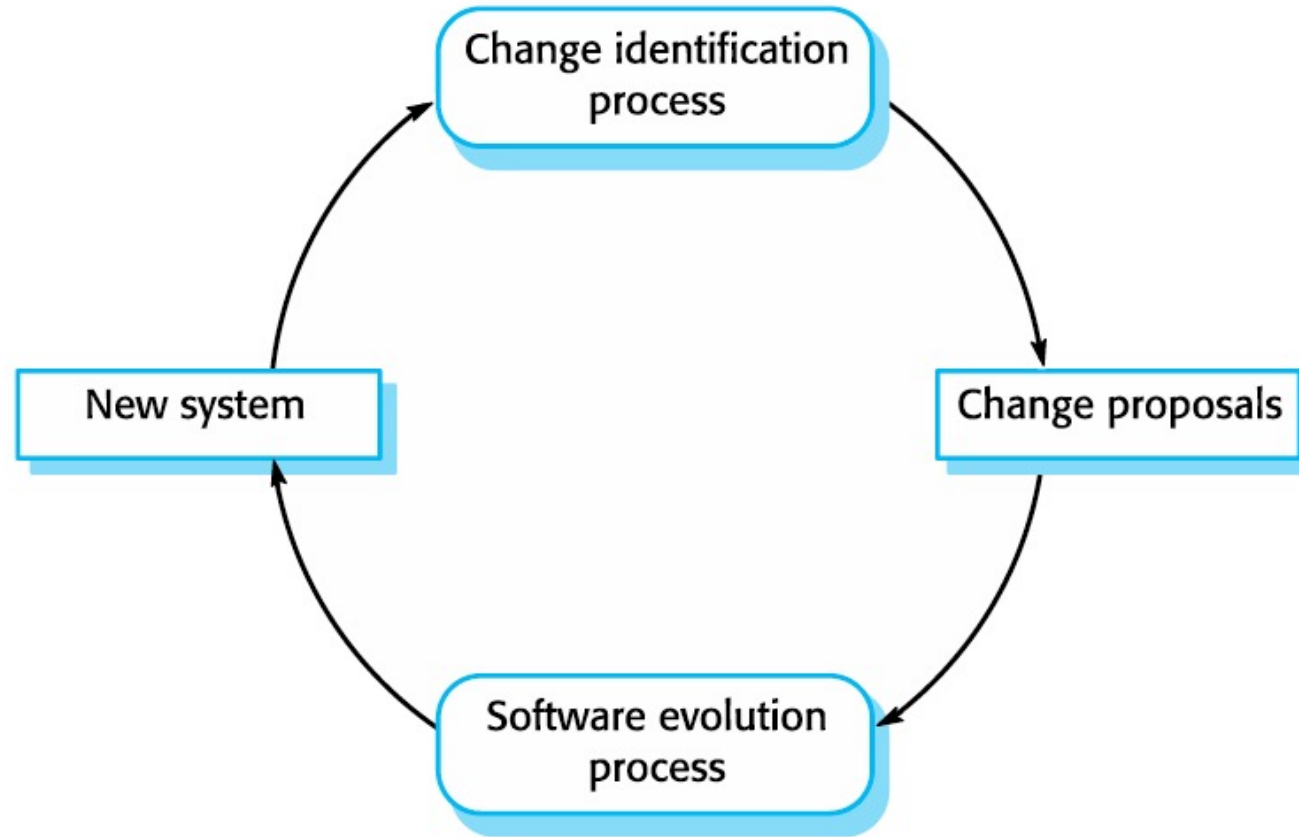 Change identification
process
New system
Change proposals
Software evolution
process